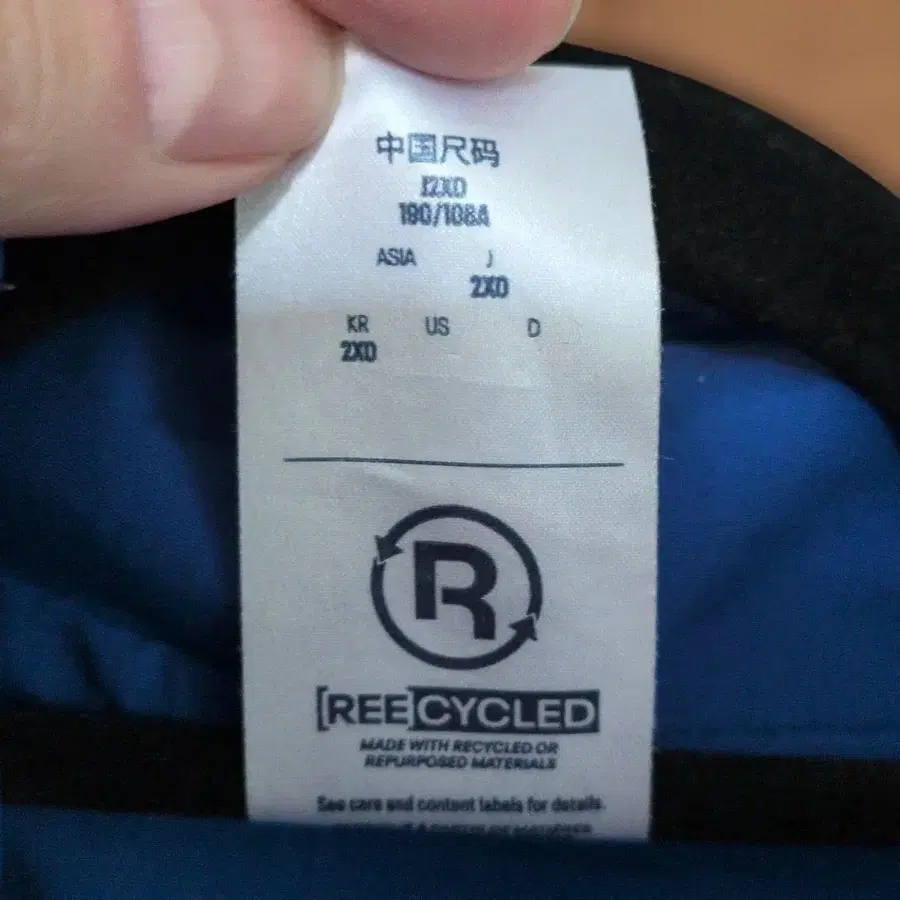 中国尺码
J2XO
190/108A
ASIA J
2XO
KR US D
2XO
R
[REE]CYCLED
MADE WITH RECYCLED OR
REPURPOSED MATERIALS
See care and content labels for details.